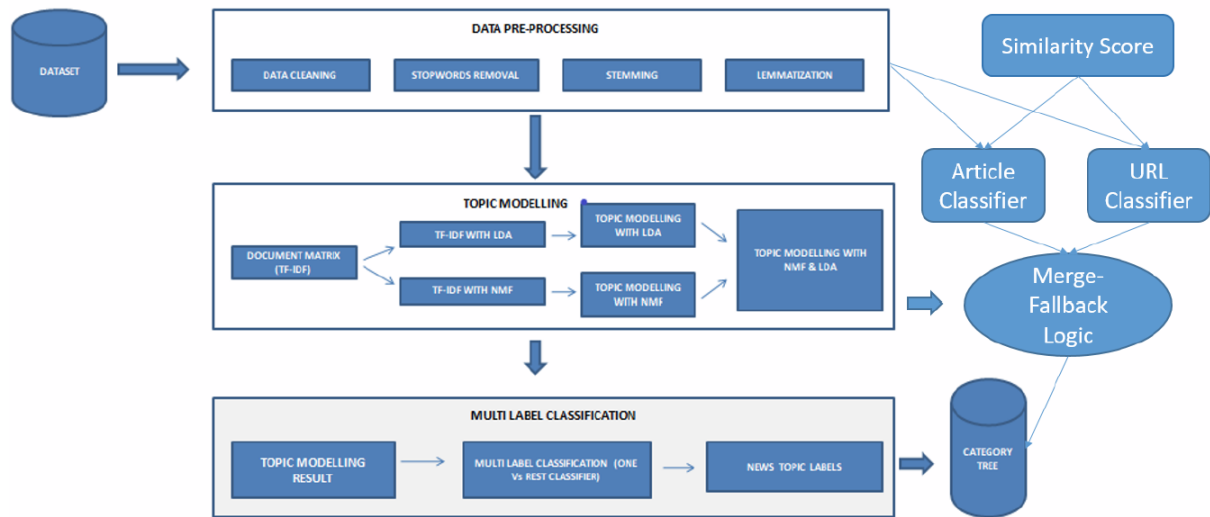 DATASET
DATA PRE-PROCESSING
DATA CLEANING
STOPWORDS REMOVAL
STEMMING
LEMMATIZATION
Similarity Score
Article
Classifier
URL
Classifier
TOPIC MODELLING
DOCUMENT MATRIX
(TF-IDF)
TF-IDF WITH LDA
TF-IDF WITH NMF
TOPIC MODELLING
WITH LDA
TOPIC MODELLING
WITH NMF
TOPIC MODELLING WITH
NMF & LDA
Merge-
Fallback
Logic
MULTI LABEL CLASSIFICATION
TOPIC MODELLING
RESULT
MULTI LABEL CLASSIFICATION (ONE
Vs REST CLASSIFIER)
NEWS TOPIC LABELS
CATEGORY
TREE